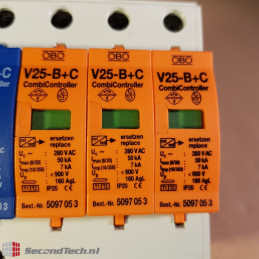 OBO OBO OBO
-C V25-B+C V25-B+C V25-B+C
CombiController CombiController CombiController
ersetzen ersetzen ersetzen
replace replace replace
280 V AC 280 V AC 280 V AC
50 kA 50 kA 50 kA
7 kA 7 kA 7 kA
< 900 V < 900 V < 900 V
160 AgL 160 AgL 160 AgL
IP20 IP20 IP20
Best.-Nr. 5097 05 3 Best.-Nr. 5097 05 3 Best.-Nr. 5097 05 3
SecondTech.nl